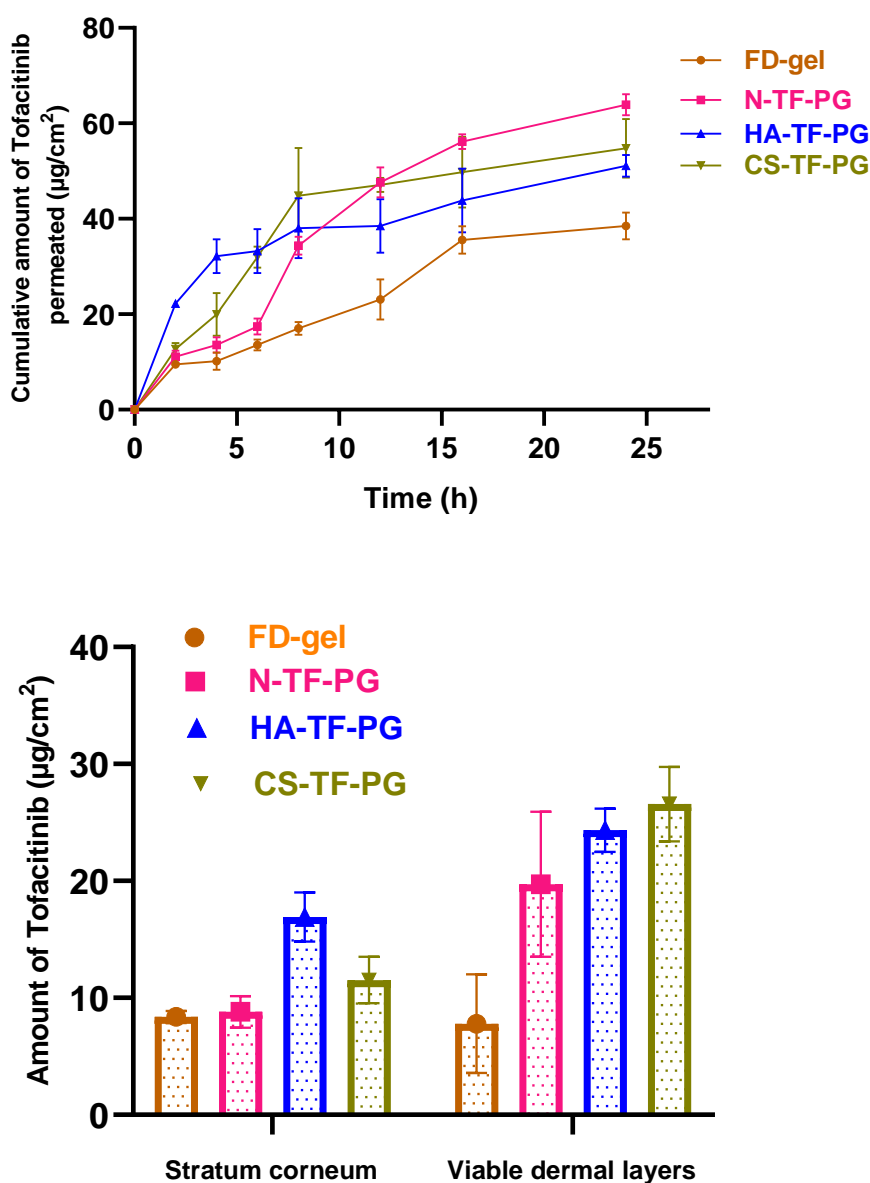 Cumulative amount of Tofacitinib
permeated (µg/cm²)
80
60
40
20
0
0 5 10 15 20 25
Time (h)
FD-gel
N-TF-PG
HA-TF-PG
CS-TF-PG
Amount of Tofacitinib (µg/cm²)
40
30
20
10
0
FD-gel
N-TF-PG
HA-TF-PG
CS-TF-PG
Stratum corneum Viable dermal layers